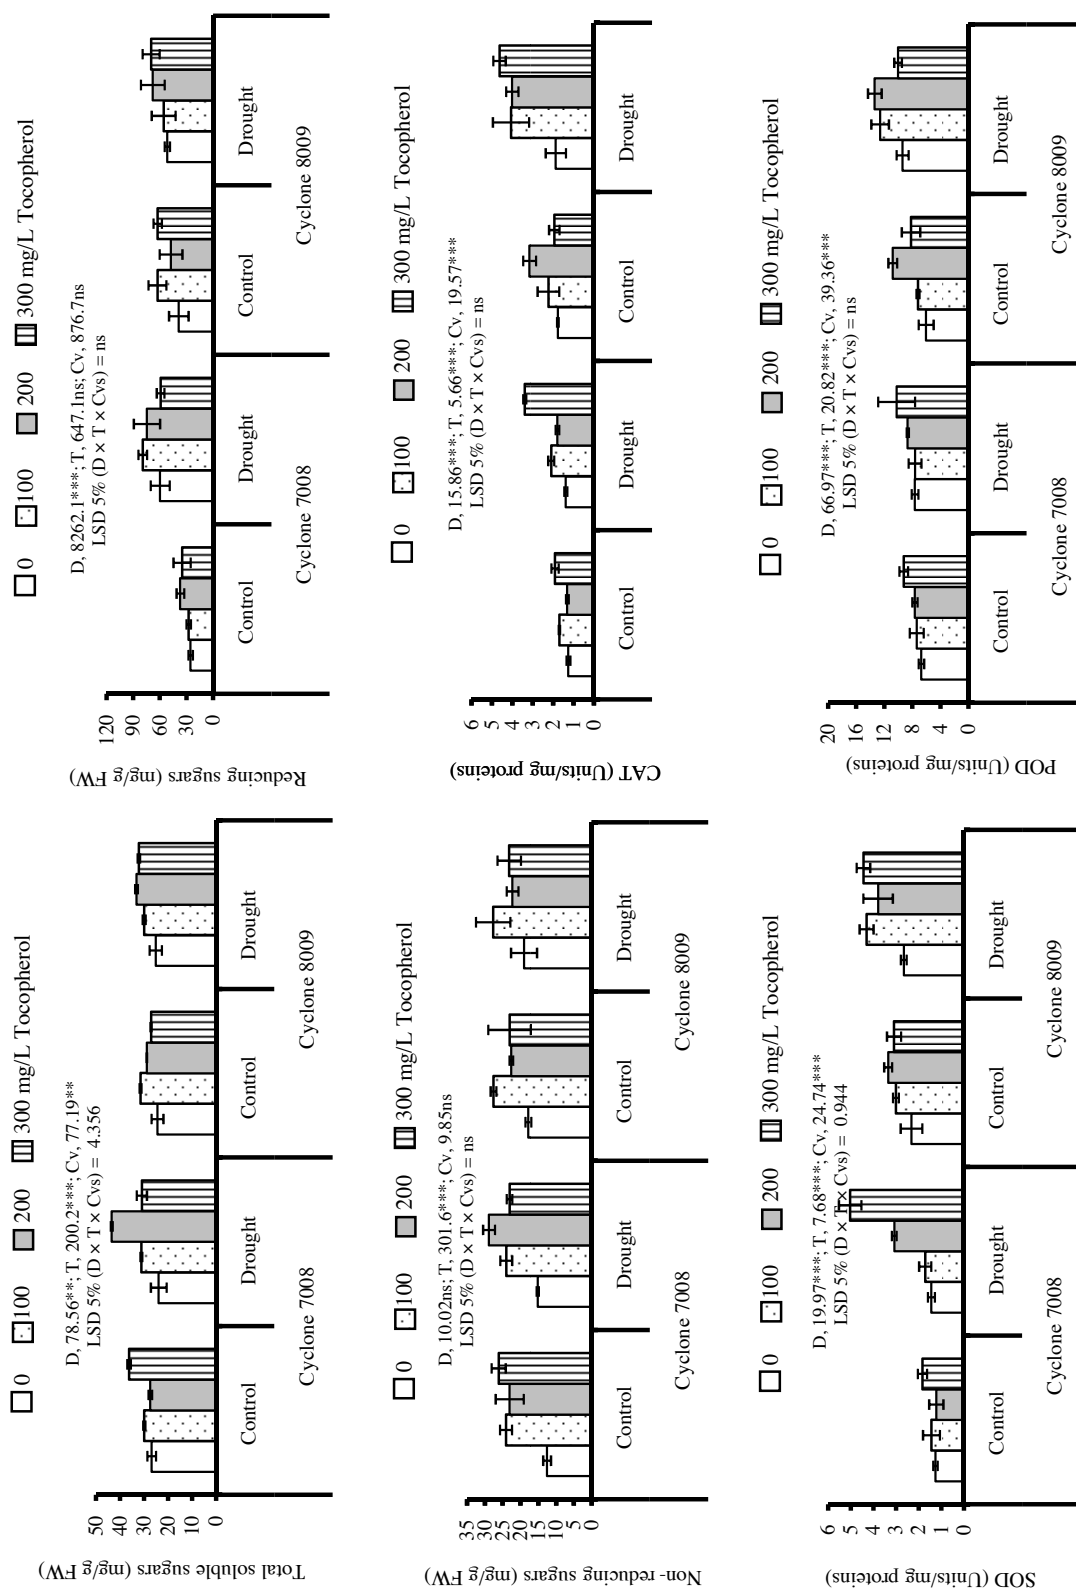 0 100 200 300 mg/L Tocopherol
D, 78.56**; T, 200.2***; Cv, 77.19**
LSD 5% (D × T × Cvs) = 4.356
Total soluble sugars (mg/g FW)
50
40
30
20
10
0
Control Drought Control Drought
Cyclone 7008 Cyclone 8009
0 100 200 300 mg/L Tocopherol
D, 8262.1***; T, 647.1ns; Cv, 876.7ns
LSD 5% (D × T × Cvs) = ns
Reducing sugars (mg/g FW)
120
90
60
30
0
Control Drought Control Drought
Cyclone 7008 Cyclone 8009
0 100 200 300 mg/L Tocopherol
D, 10.02ns; T, 301.6***; Cv, 9.85ns
LSD 5% (D × T × Cvs) = ns
Non- reducing sugars (mg/g FW)
35
30
25
20
15
10
5
0
Control Drought Control Drought
Cyclone 7008 Cyclone 8009
0 100 200 300 mg/L Tocopherol
D, 15.86***; T, 5.66***; Cv, 19.57***
LSD 5% (D × T × Cvs) = ns
CAT (Units/mg proteins)
6
5
4
3
2
1
0
Control Drought Control Drought
Cyclone 7008 Cyclone 8009
0 100 200 300 mg/L Tocopherol
D, 19.97***; T, 7.68***; Cv, 24.74***
LSD 5% (D × T × Cvs) = 0.944
SOD (Units/mg proteins)
6
5
4
3
2
1
0
Control Drought Control Drought
Cyclone 7008 Cyclone 8009
0 100 200 300 mg/L Tocopherol
D, 66.97***; T, 20.82***; Cv, 39.36***
LSD 5% (D × T × Cvs) = ns
POD (Units/mg proteins)
20
16
12
8
4
0
Control Drought Control Drought
Cyclone 7008 Cyclone 8009